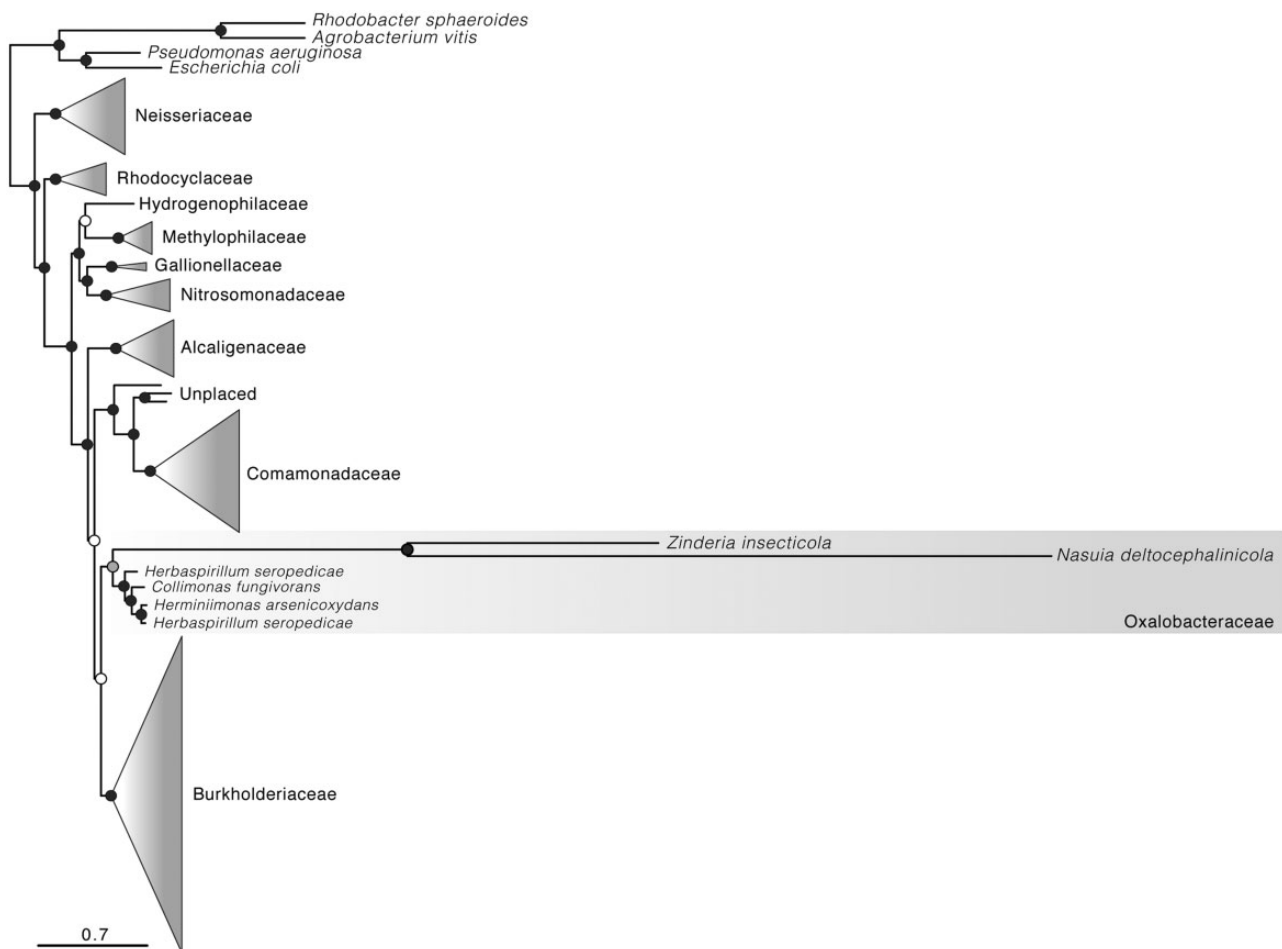 Rhodobacter sphaeroides
Agrobacterium vitis
Pseudomonas aeruginosa
Escherichia coli
Neisseriaceae
Rhodocyclaceae
Hydrogenophilaceae
Methylophilaceae
Gallionellaceae
Nitrosomonadaceae
Alcaligenaceae
Unplaced
Comamonadaceae
Zinderia insecticola
Nasuia deltocephalinicola
Herbaspirillum seropedicae
Collimonas fungivorans
Herminiimonas arsenicoxydans
Herbaspirillum seropedicae
Oxalobacteraceae
Burkholderiaceae
0.7